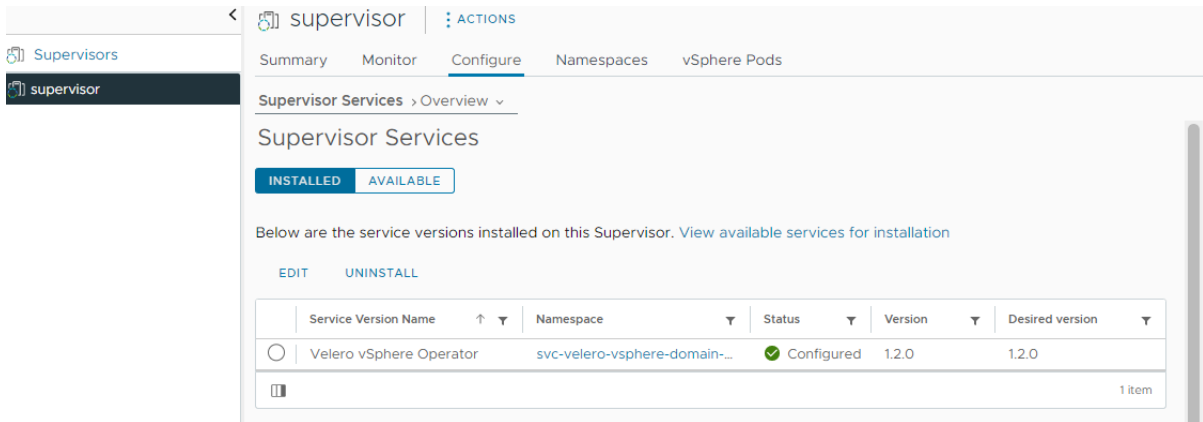 supervisor
ACTIONS
Supervisors
supervisor
Summary Monitor Configure Namespaces vSphere Pods
Supervisor Services > Overview
Supervisor Services
INSTALLED AVAILABLE
Below are the service versions installed on this Supervisor. View available services for installation
EDIT UNINSTALL
Service Version Name Namespace Status Version Desired version
Velero vSphere Operator svc-velero-vsphere-domain-... Configured 1.2.0 1.2.0
1 item